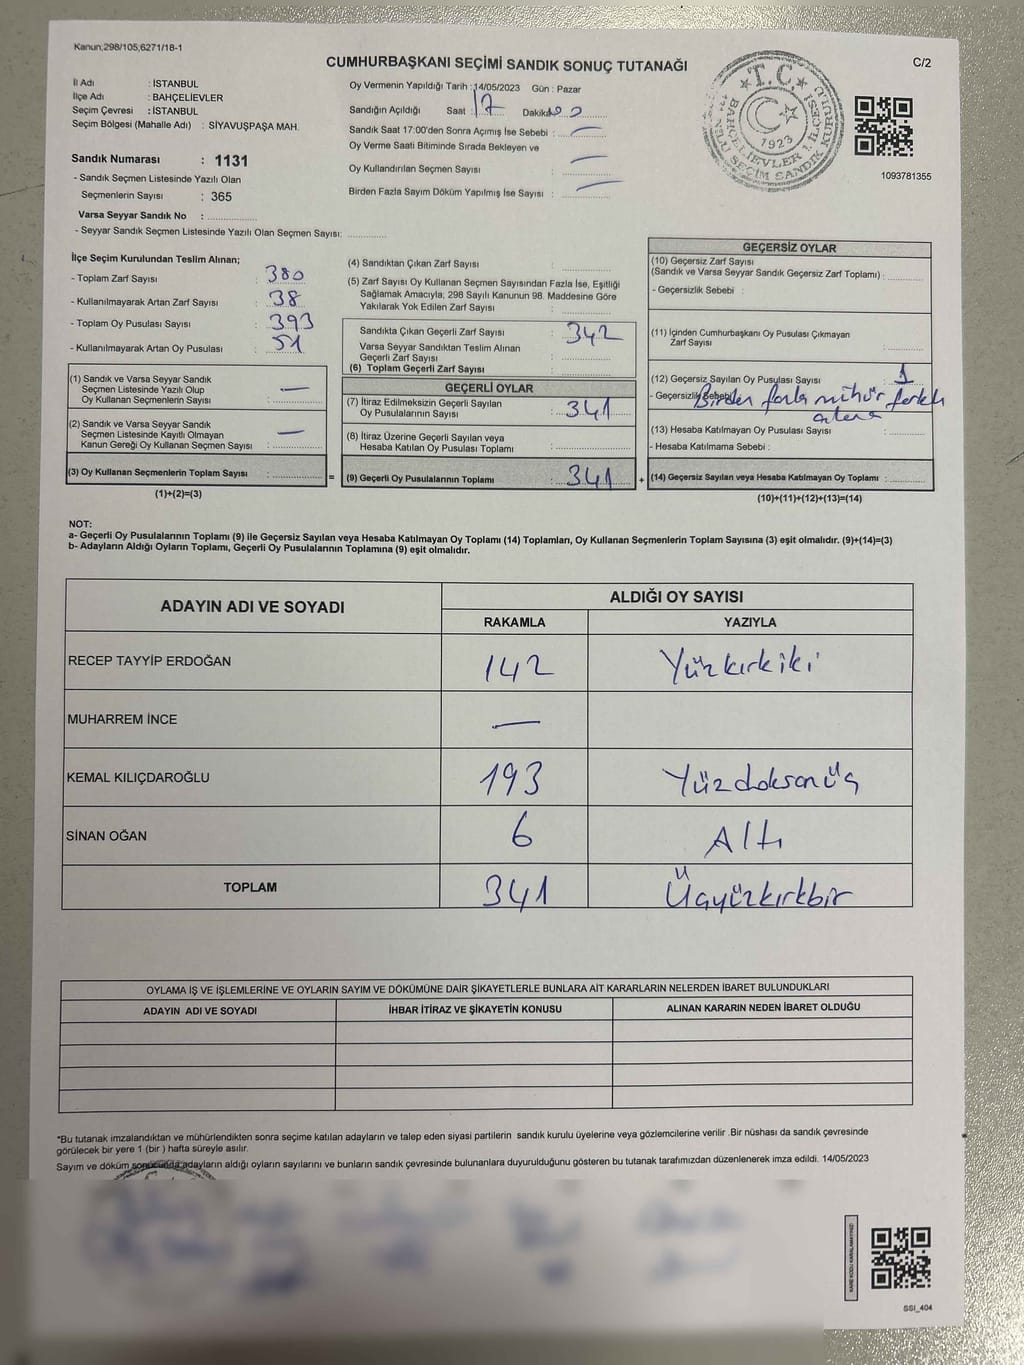 Kanun;298/105;6271/18-1
CUMHURBAŞKANI SEÇİMİ SANDIK SONUÇ TUTANAĞI
C/2
İl Adı : İSTANBUL
İlçe Adı : BAHÇELİEVLER
Seçim Çevresi : İSTANBUL
Seçim Bölgesi (Mahalle Adı) : SİYAVUŞPAŞA MAH.
Sandık Numarası : 1131
- Sandık Seçmen Listesinde Yazılı Olan
Seçmenlerin Sayısı : 365
Varsa Seyyar Sandık No :
- Seyyar Sandık Seçmen Listesinde Yazılı Olan Seçmen Sayısı:
Oy Vermenin Yapıldığı Tarih : 14/05/2023 Gün : Pazar
Sandığın Açıldığı Saat : 17 Dakika 00
Sandık Saat 17:00'den Sonra Açımış İse Sebebi : —
Oy Verme Saati Bitiminde Sırada Bekleyen ve
Oy Kullandırılan Seçmen Sayısı : —
Birden Fazla Sayım Döküm Yapılmış İse Sayısı : —
T.C.
1923
1093781355
İlçe Seçim Kurulundan Teslim Alınan;
- Toplam Zarf Sayısı : 380
- Kullanılmayarak Artan Zarf Sayısı : 38
- Toplam Oy Pusulası Sayısı : 393
- Kullanılmayarak Artan Oy Pusulası : 51
(1) Sandık ve Varsa Seyyar Sandık
Seçmen Listesinde Yazılı Olup
Oy Kullanan Seçmenlerin Sayısı : —
(2) Sandık ve Varsa Seyyar Sandık
Seçmen Listesinde Kayıtlı Olmayan
Kanun Gereği Oy Kullanan Seçmen Sayısı : —
(3) Oy Kullanan Seçmenlerin Toplam Sayısı : =
(1)+(2)=(3)
(4) Sandıktan Çıkan Zarf Sayısı :
(5) Zarf Sayısı Oy Kullanan Seçmen Sayısından Fazla İse, Eşitliği
Sağlamak Amacıyla; 298 Sayılı Kanunun 98. Maddesine Göre
Yakılarak Yok Edilen Zarf Sayısı :
Sandıkta Çıkan Geçerli Zarf Sayısı : 342
Varsa Seyyar Sandıktan Teslim Alınan
Geçerli Zarf Sayısı :
(6) Toplam Geçerli Zarf Sayısı :
GEÇERLİ OYLAR
(7) İtiraz Edilmeksizin Geçerli Sayılan
Oy Pusulalarının Sayısı : 341
(8) İtiraz Üzerine Geçerli Sayılan veya
Hesaba Katılan Oy Pusulası Toplamı :
(9) Geçerli Oy Pusulalarının Toplamı : 341 +
GEÇERSİZ OYLAR
(10) Geçersiz Zarf Sayısı
(Sandık ve Varsa Seyyar Sandık Geçersiz Zarf Toplamı) :
- Geçersizlik Sebebi :
(11) İçinden Cumhurbaşkanı Oy Pusulası Çıkmayan
Zarf Sayısı :
(12) Geçersiz Sayılan Oy Pusulası Sayısı : 1
- Geçersizlik Sebebi: Birden fazla mühür farklı
(13) Hesaba Katılmayan Oy Pusulası Sayısı :
- Hesaba Katılmama Sebebi :
(14) Geçersiz Sayılan veya Hesaba Katılmayan Oy Toplamı :
(10)+(11)+(12)+(13)=(14)
NOT:
a- Geçerli Oy Pusulalarının Toplamı (9) ile Geçersiz Sayılan veya Hesaba Katılmayan Oy Toplamı (14) Toplamları, Oy Kullanan Seçmenlerin Toplam Sayısına (3) eşit olmalıdır. (9)+(14)=(3)
b- Adayların Aldığı Oyların Toplamı, Geçerli Oy Pusulalarının Toplamına (9) eşit olmalıdır.
ADAYIN ADI VE SOYADI ALDIĞI OY SAYISI
RAKAMLA YAZIYLA
RECEP TAYYİP ERDOĞAN 142 Yüzkırkiki
MUHARREM İNCE —
KEMAL KILIÇDAROĞLU 193 Yüzdoksanüç
SİNAN OĞAN 6 Altı
TOPLAM 341 Üçyüzkırkbir
OYLAMA İŞ VE İŞLEMLERİNE VE OYLARIN SAYIM VE DÖKÜMÜNE DAİR ŞİKAYETLERLE BUNLARA AİT KARARLARIN NELERDEN İBARET BULUNDUKLARI
ADAYIN ADI VE SOYADI İHBAR İTİRAZ VE ŞİKAYETİN KONUSU ALINAN KARARIN NEDEN İBARET OLDUĞU
*Bu tutanak imzalandıktan ve mühürlendikten sonra seçime katılan adayların ve talep eden siyasi partilerin sandık kurulu üyelerine veya gözlemcilerine verilir .Bir nüshası da sandık çevresinde
görülecek bir yere 1 (bir ) hafta süreyle asılır.
Sayım ve döküm sonucunda adayların aldığı oyların sayılarını ve bunların sandık çevresinde bulunanlara duyurulduğunu gösteren bu tutanak tarafımızdan düzenlenerek imza edildi. 14/05/2023
KARE KODU KARALAMAYINIZ!
SSI_404